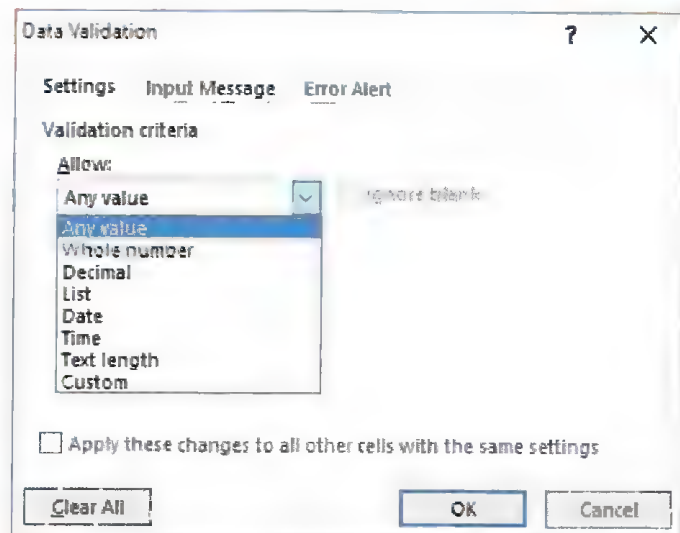 Data Validation ? ×
Settings Input Message Error Alert
Validation criteria
Allow:
Any value Ignore blank
Any value
Whole number
Decimal
List
Date
Time
Text length
Custom
Apply these changes to all other cells with the same settings
Clear All OK Cancel